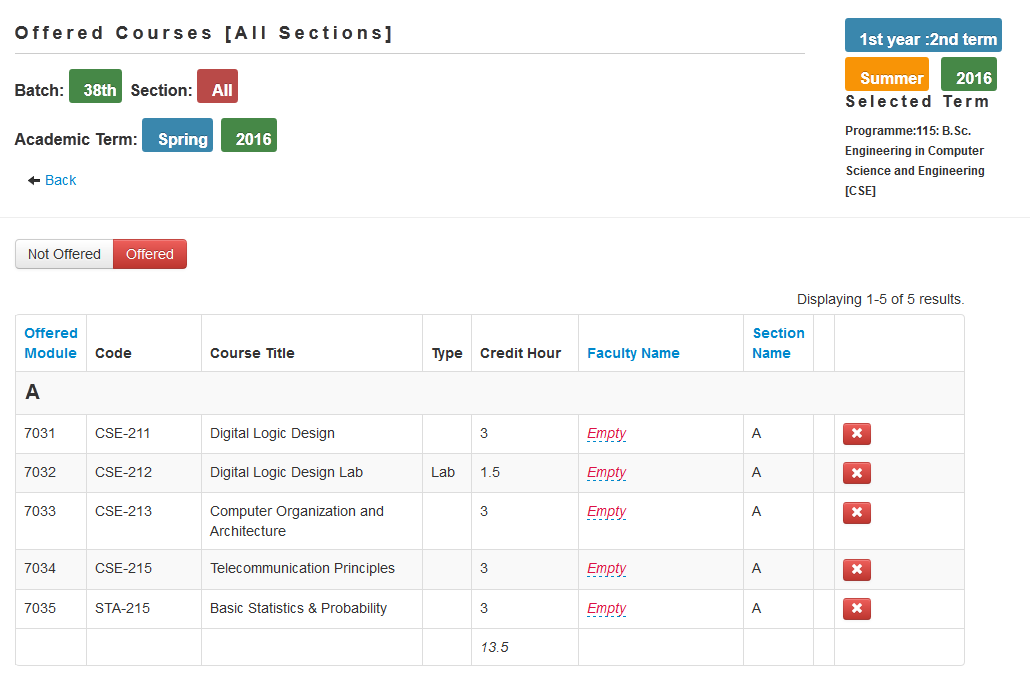 Offered Courses [All Sections]
Batch: 38th Section: All
Academic Term: Spring 2016
Back
1st year :2nd term
Summer 2016
Selected Term
Programme:115: B.Sc.
Engineering in Computer
Science and Engineering
[CSE]
Not Offered Offered
Displaying 1-5 of 5 results.
Offered Module Code Course Title Type Credit Hour Faculty Name Section Name
A
7031 CSE-211 Digital Logic Design 3 Empty A
7032 CSE-212 Digital Logic Design Lab Lab 1.5 Empty A
7033 CSE-213 Computer Organization and 3 Empty A
Architecture
7034 CSE-215 Telecommunication Principles 3 Empty A
7035 STA-215 Basic Statistics & Probability 3 Empty A
13.5